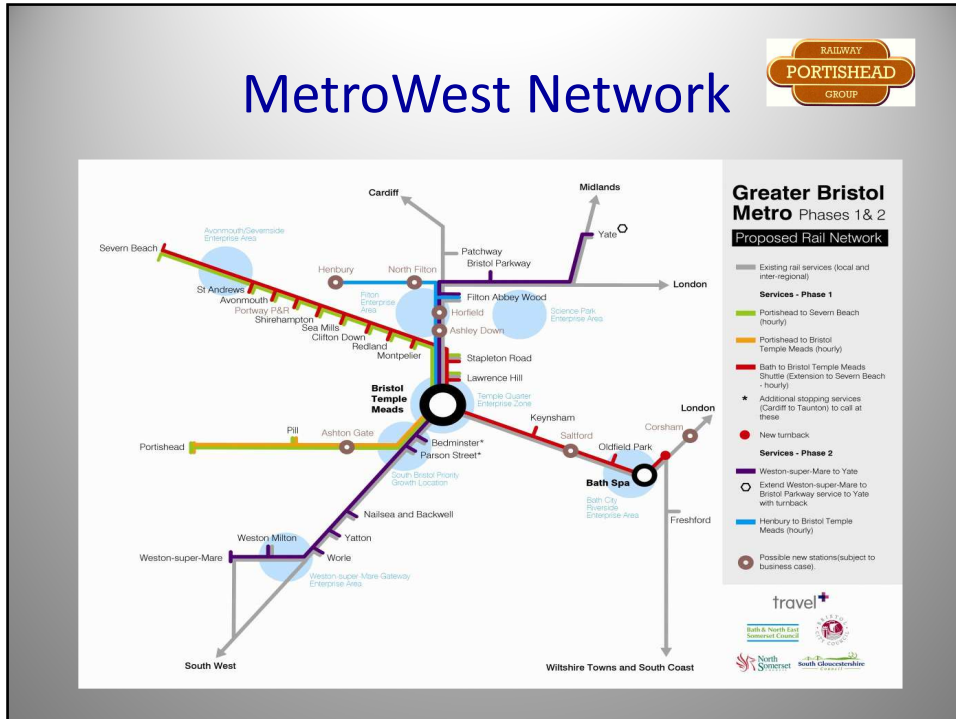 MetroWest Network
RAILWAY
PORTISHEAD
GROUP
Cardiff
Midlands
Avonmouth/Severnside
Enterprise Area
Severn Beach
Yate
Patchway
Bristol Parkway
Henbury
North Filton
London
St Andrews
Avonmouth
Portway P&R
Shirehampton
Sea Mills
Clifton Down
Redland
Montpelier
Filton
Enterprise
Area
Filton Abbey Wood
Horfield
Ashley Down
Science Park
Enterprise Area
Stapleton Road
Lawrence Hill
Bristol
Temple
Meads
Temple Quarter
Enterprise Zone
Keynsham
London
Corsham
Saltford
Oldfield Park
Bath Spa
Bath City
Riverside
Enterprise Area
Freshford
Pill
Ashton Gate
Portishead
Bedminster*
Parson Street*
South Bristol Priority
Growth Location
Nailsea and Backwell
Weston Milton
Yatton
Weston-super-Mare
Worle
Weston-super-Mare Gateway
Enterprise Area
South West
Wiltshire Towns and South Coast
Greater Bristol
Metro Phases 1& 2
Proposed Rail Network
Existing rail services (local and
inter-regional)
Services - Phase 1
Portishead to Severn Beach
(hourly)
Portishead to Bristol
Temple Meads (hourly)
Bath to Bristol Temple Meads
Shuttle (Extension to Severn Beach
- hourly)
* Additional stopping services
(Cardiff to Taunton) to call at
these
New turnback
Services - Phase 2
Weston-super-Mare to Yate
Extend Weston-super-Mare to
Bristol Parkway service to Yate
with turnback
Henbury to Bristol Temple
Meads (hourly)
Possible new stations(subject to
business case).
travel+
Bath & North East
Somerset Council
BRISTOL
CITY COUNCIL
North
Somerset
South Gloucestershire
Council